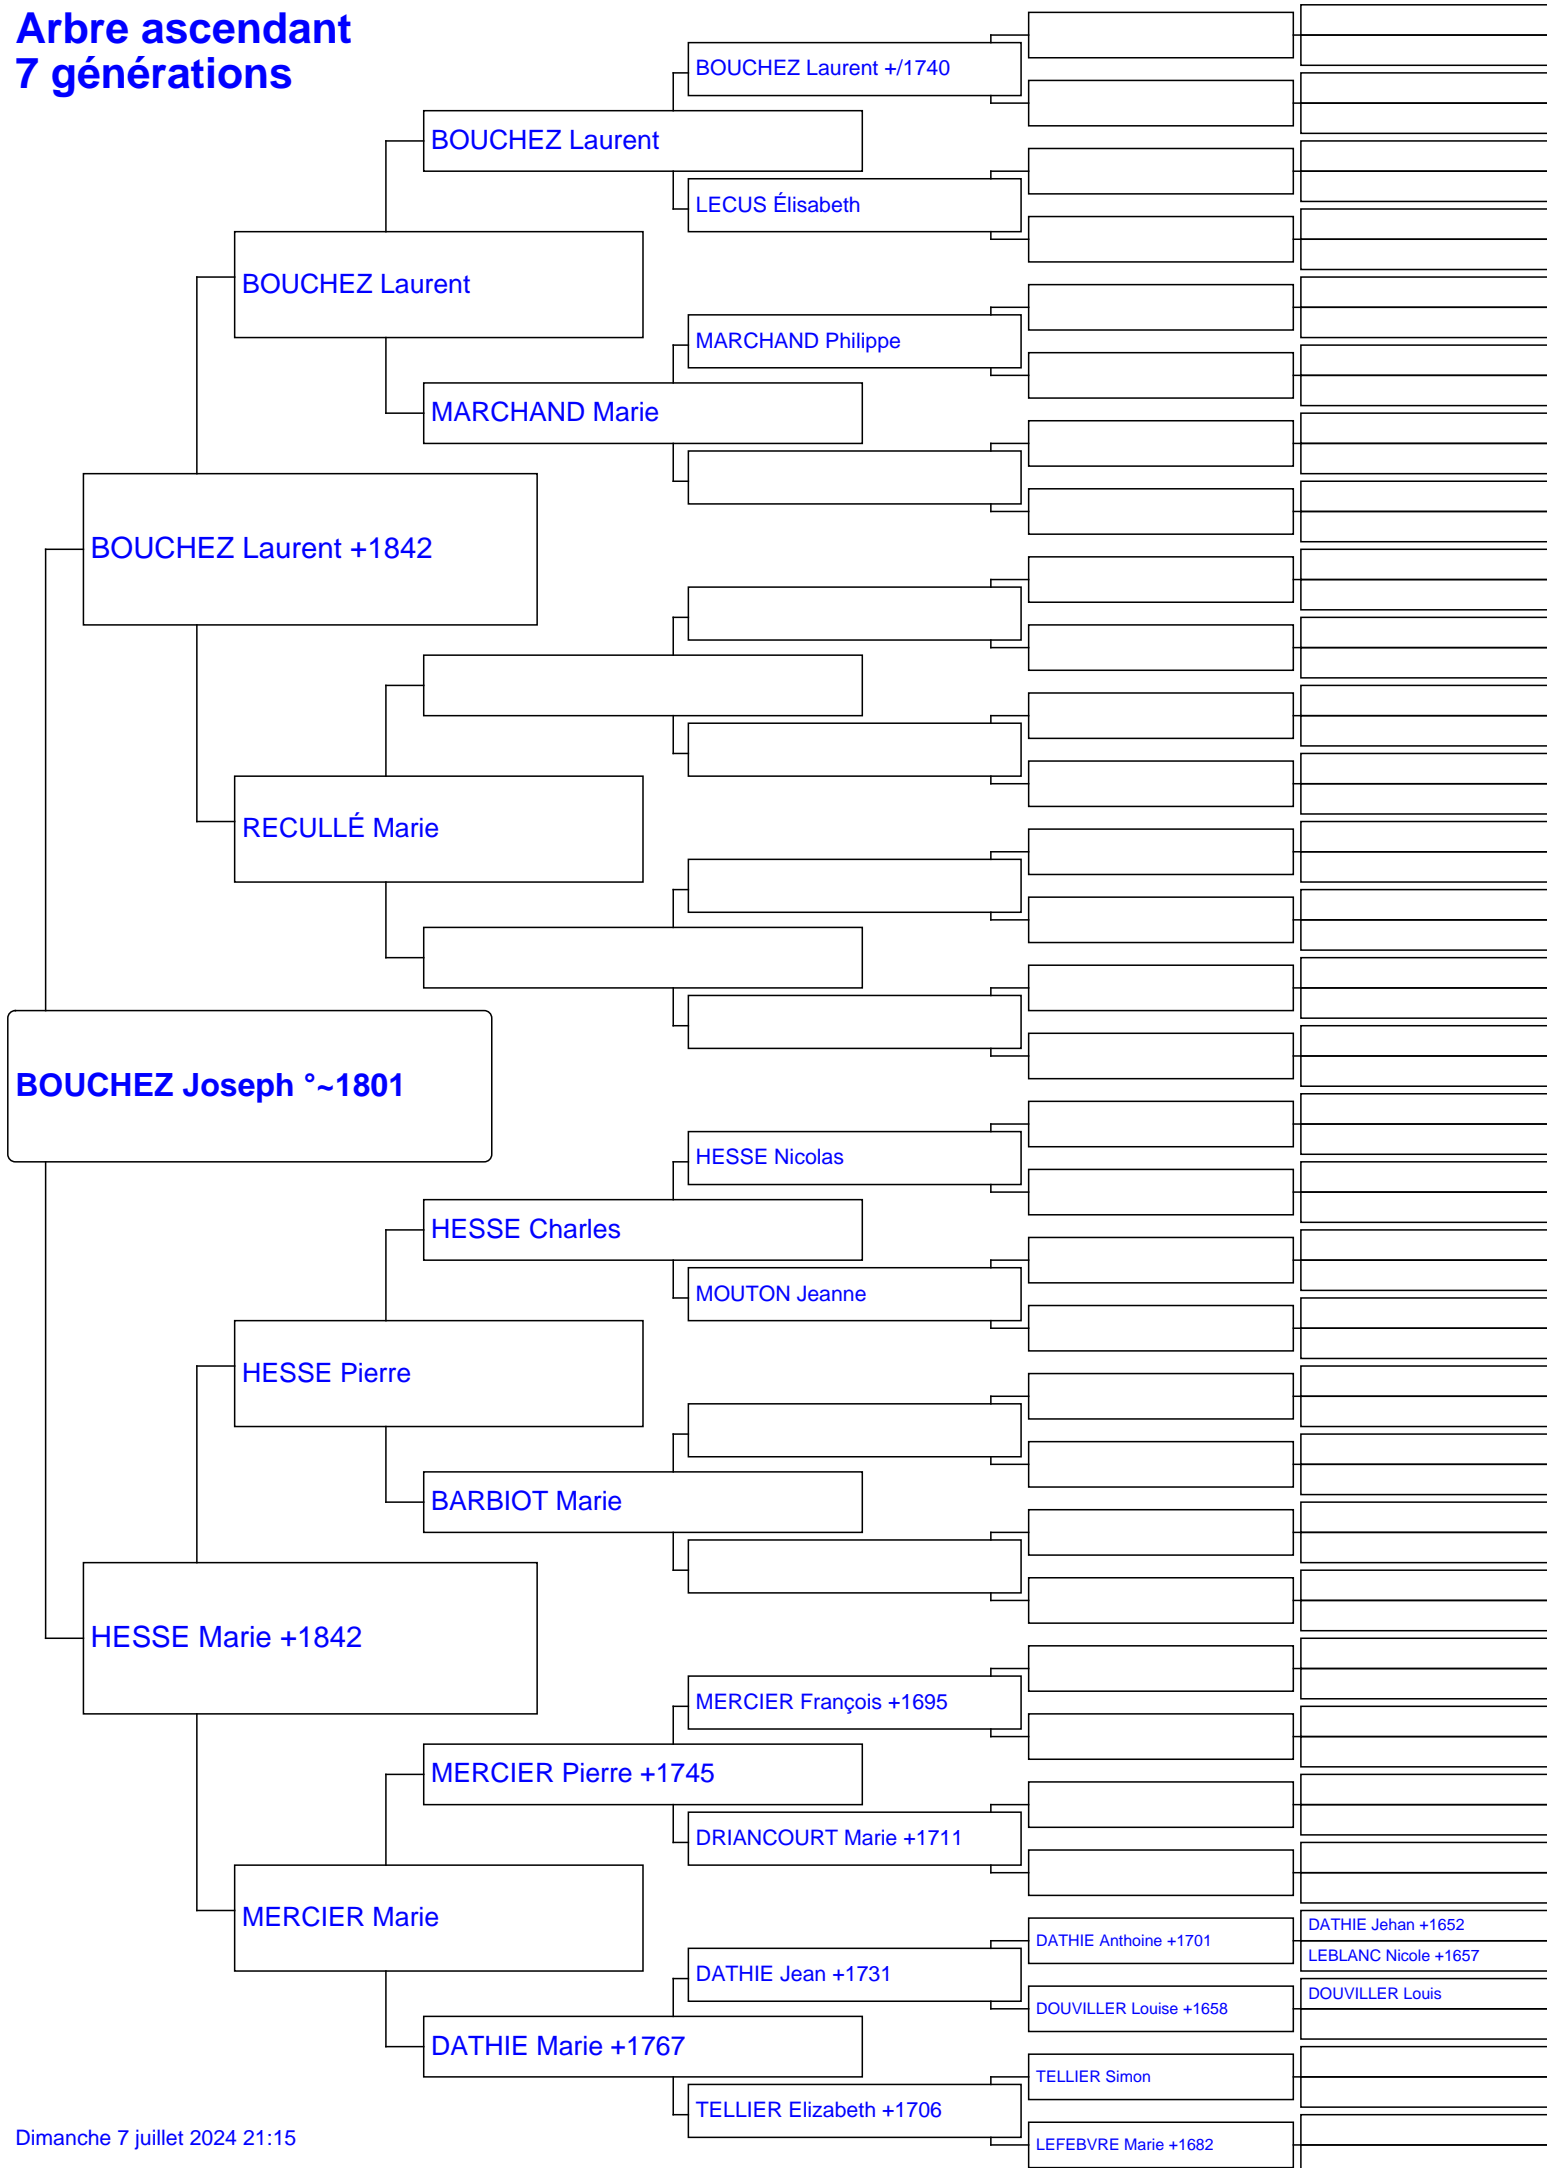 Arbre ascendant
7 générations
BOUCHEZ Laurent +/1740
BOUCHEZ Laurent
LECUS Élisabeth
BOUCHEZ Laurent
MARCHAND Philippe
MARCHAND Marie
BOUCHEZ Laurent +1842
RECULLÉ Marie
BOUCHEZ Joseph °~1801
HESSE Nicolas
HESSE Charles
MOUTON Jeanne
HESSE Pierre
BARBIOT Marie
HESSE Marie +1842
MERCIER François +1695
MERCIER Pierre +1745
DRIANCOURT Marie +1711
MERCIER Marie
DATHIE Jehan +1652
DATHIE Anthoine +1701
LEBLANC Nicole +1657
DATHIE Jean +1731
DOUVILLER Louis
DOUVILLER Louise +1658
DATHIE Marie +1767
TELLIER Simon
TELLIER Elizabeth +1706
LEFEBVRE Marie +1682
Dimanche 7 juillet 2024 21:15